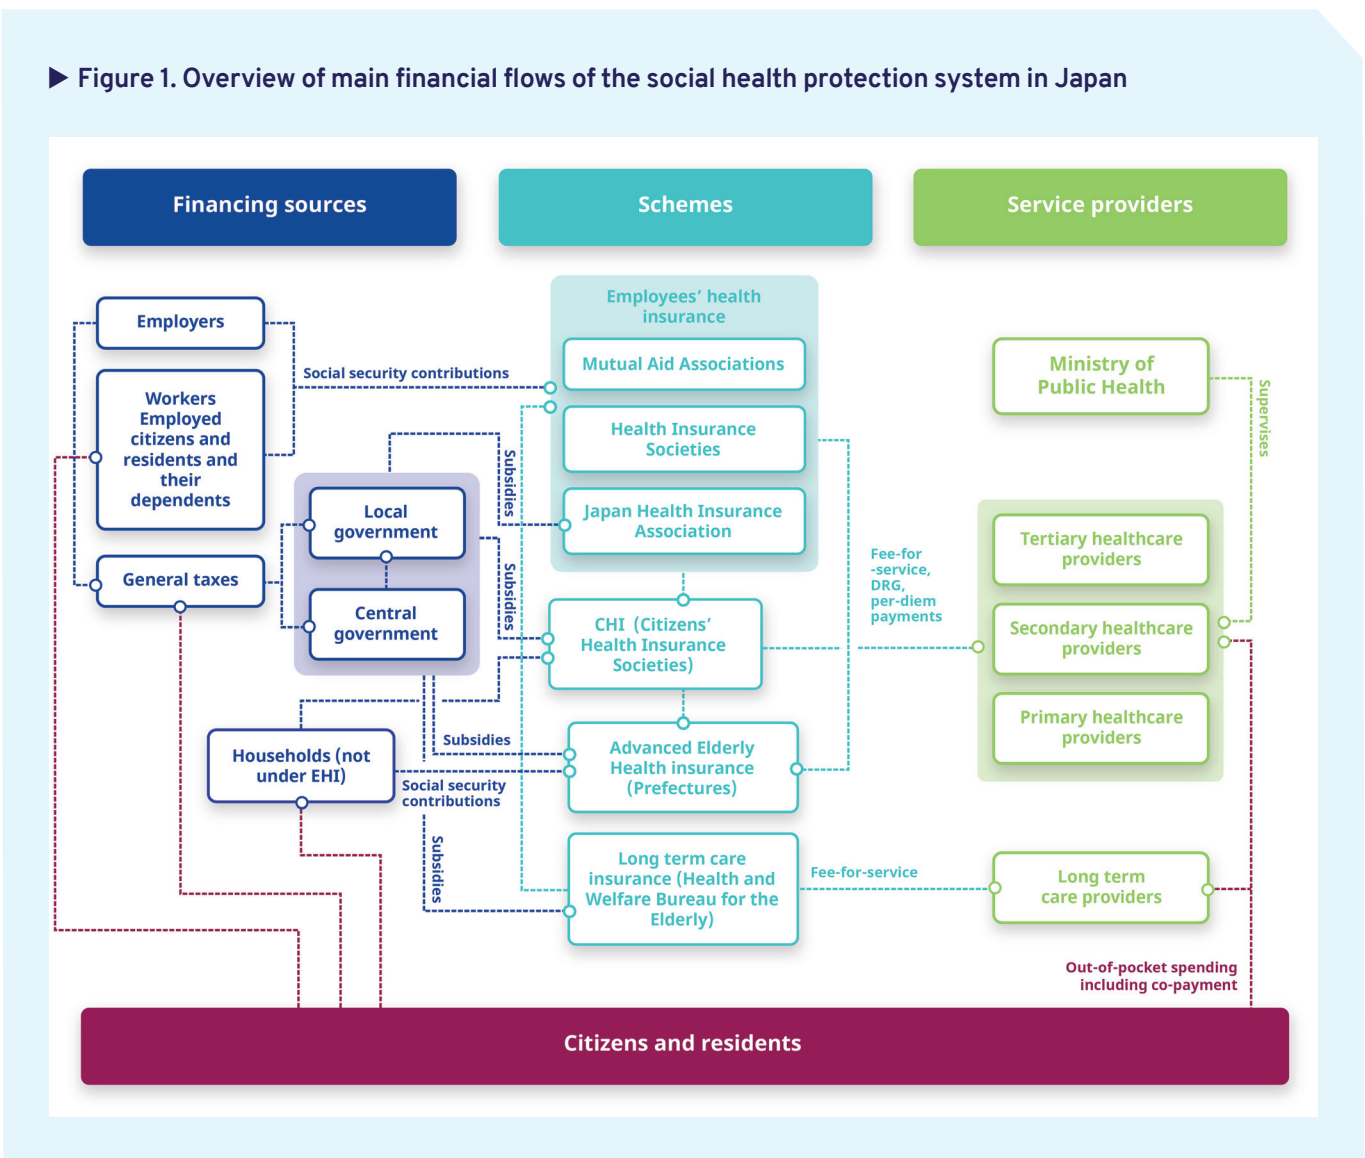 ▶ Figure 1. Overview of main financial flows of the social health protection system in Japan
Financing sources
Schemes
Service providers
Employers
Workers
Employed
citizens and
residents and
their
dependents
General taxes
Social security contributions
Local
government
Central
government
Subsidies
Subsidies
Households (not
under EHI)
Subsidies
Social security
contributions
Subsidies
Employees’ health
insurance
Mutual Aid Associations
Health Insurance
Societies
Japan Health Insurance
Association
CHI (Citizens’
Health Insurance
Societies)
Advanced Elderly
Health insurance
(Prefectures)
Long term care
insurance (Health and
Welfare Bureau for the
Elderly)
Fee-for
-service,
DRG,
per-diem
payments
Fee-for-service
Ministry of
Public Health
Supervises
Tertiary healthcare
providers
Secondary healthcare
providers
Primary healthcare
providers
Long term
care providers
Out-of-pocket spending
including co-payment
Citizens and residents